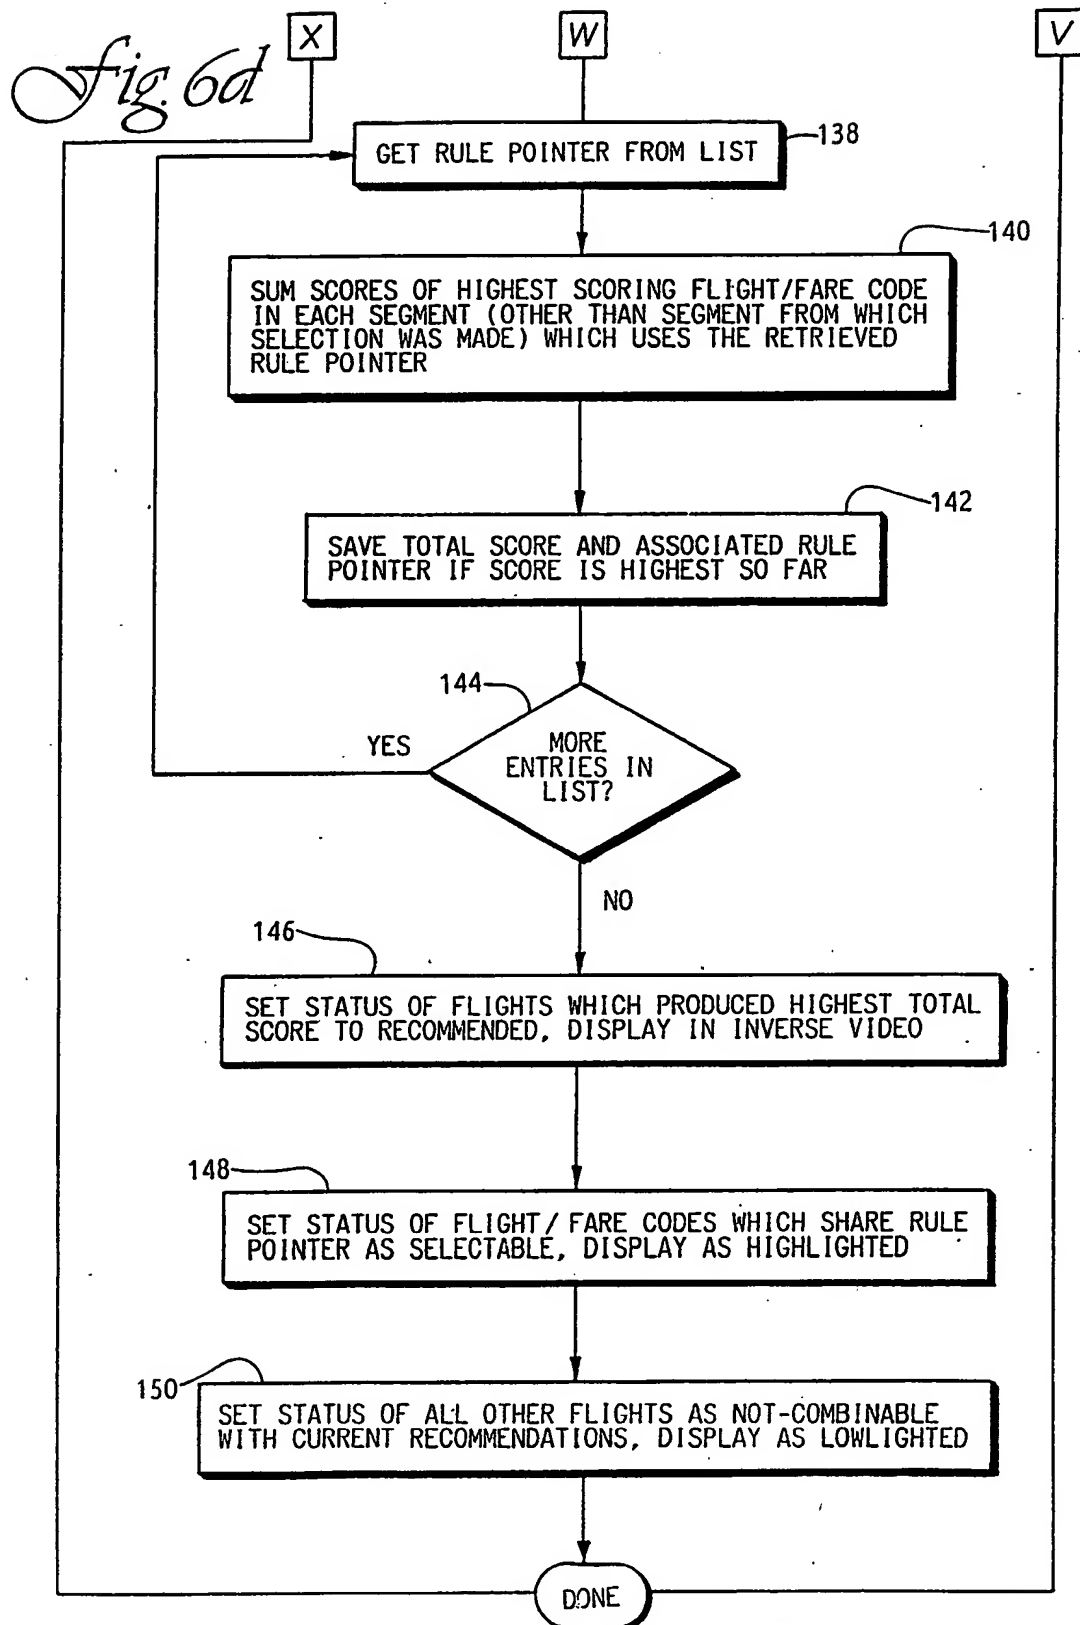 Fig. 6d
X
W
V
GET RULE POINTER FROM LIST
138
140
SUM SCORES OF HIGHEST SCORING FLIGHT/FARE CODE
IN EACH SEGMENT (OTHER THAN SEGMENT FROM WHICH
SELECTION WAS MADE) WHICH USES THE RETRIEVED
RULE POINTER
142
SAVE TOTAL SCORE AND ASSOCIATED RULE
POINTER IF SCORE IS HIGHEST SO FAR
144
YES
MORE
ENTRIES IN
LIST?
NO
146
SET STATUS OF FLIGHTS WHICH PRODUCED HIGHEST TOTAL
SCORE TO RECOMMENDED, DISPLAY IN INVERSE VIDEO
148
SET STATUS OF FLIGHT/ FARE CODES WHICH SHARE RULE
POINTER AS SELECTABLE, DISPLAY AS HIGHLIGHTED
150
SET STATUS OF ALL OTHER FLIGHTS AS NOT-COMBINABLE
WITH CURRENT RECOMMENDATIONS, DISPLAY AS LOWLIGHTED
DONE